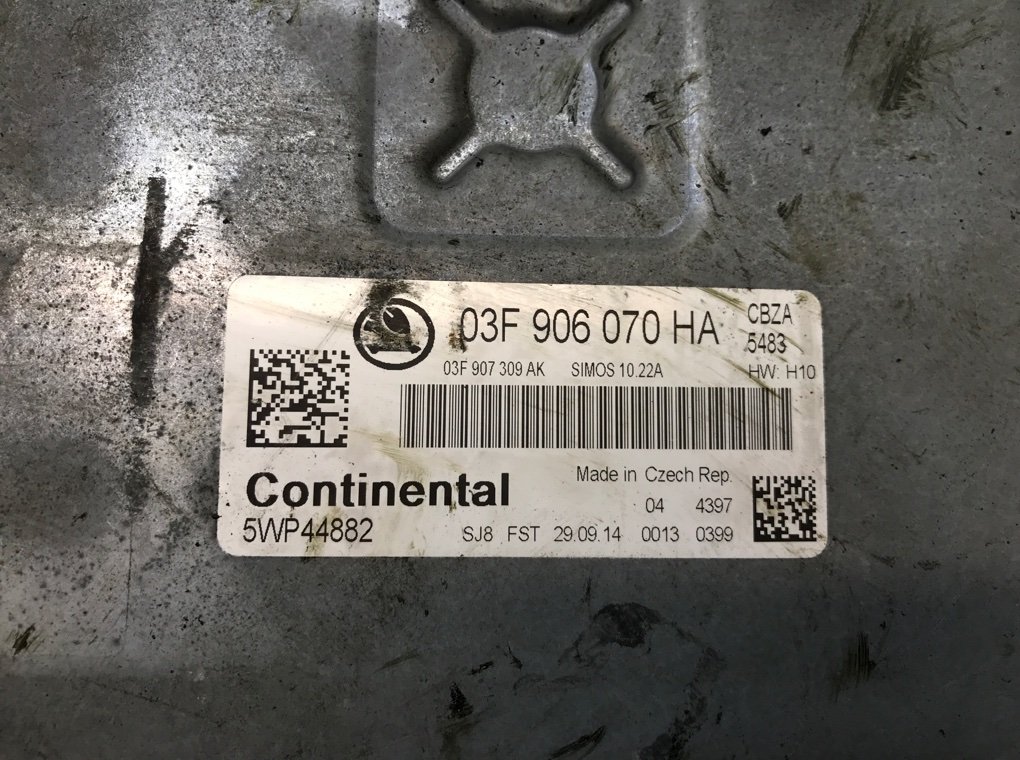 03F 906 070 HA CBZA
5483
03F 907 309 AK SIMOS 10.22A HW: H10
Made in Czech Rep.
Continental
04 4397
5WP44882 SJ8 FST 29.09.14 0013 0399